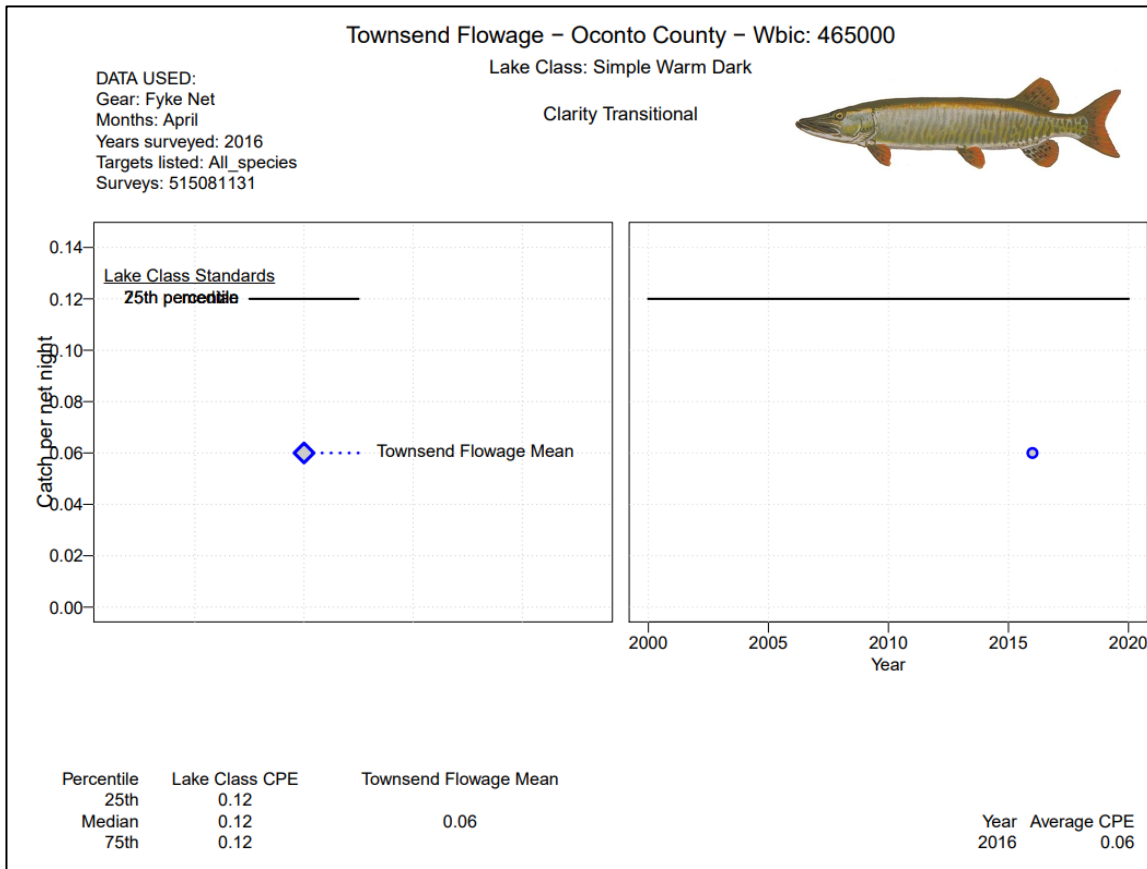 Townsend Flowage − Oconto County − Wbic: 465000
Lake Class: Simple Warm Dark
Clarity Transitional
DATA USED:
Gear: Fyke Net
Months: April
Years surveyed: 2016
Targets listed: All_species
Surveys: 515081131
Catch per net night
0.14
0.12
0.10
0.08
0.06
0.04
0.02
0.00
Lake Class Standards
percentile
Townsend Flowage Mean
2000 2005 2010 2015 2020
Year
Percentile Lake Class CPE Townsend Flowage Mean
25th 0.12
Median 0.12 0.06
75th 0.12
Year Average CPE
2016 0.06